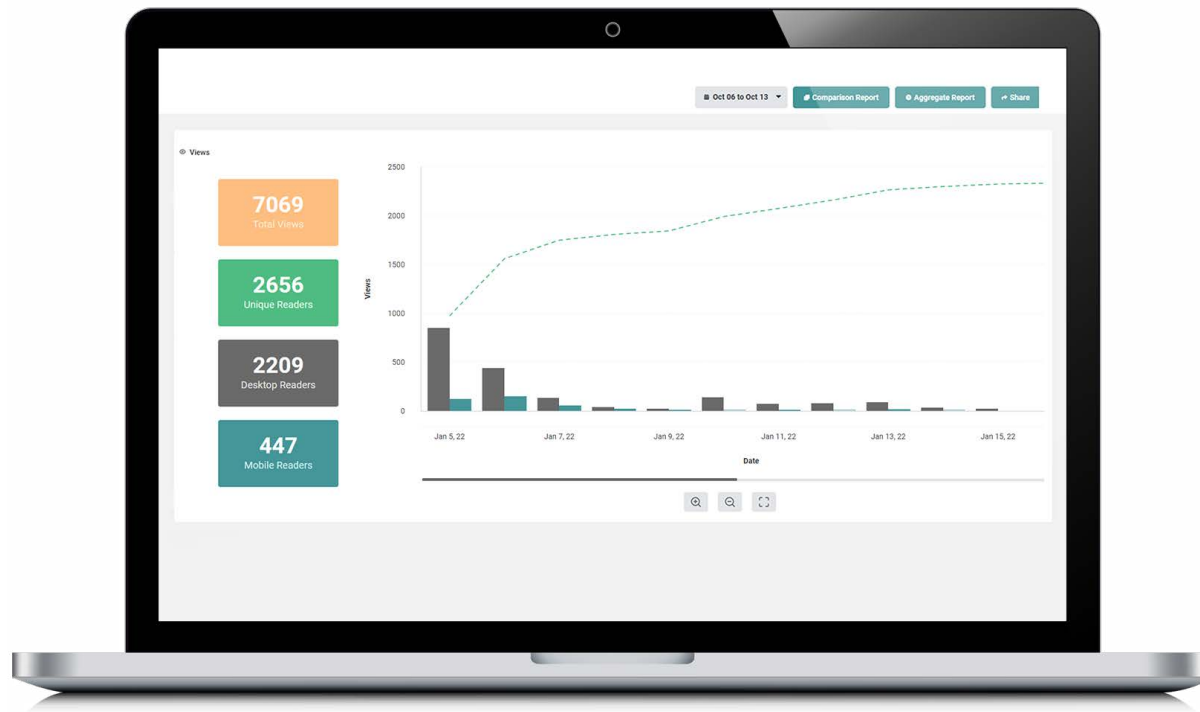 Oct 06 to Oct 13
Comparison Report
Aggregate Report
Share
Views
7069
Total Views
2656
Unique Readers
2209
Desktop Readers
447
Mobile Readers
Views
2500
2000
1500
1000
500
0
Jan 5, 22
Jan 7, 22
Jan 9, 22
Jan 11, 22
Jan 13, 22
Jan 15, 22
Date